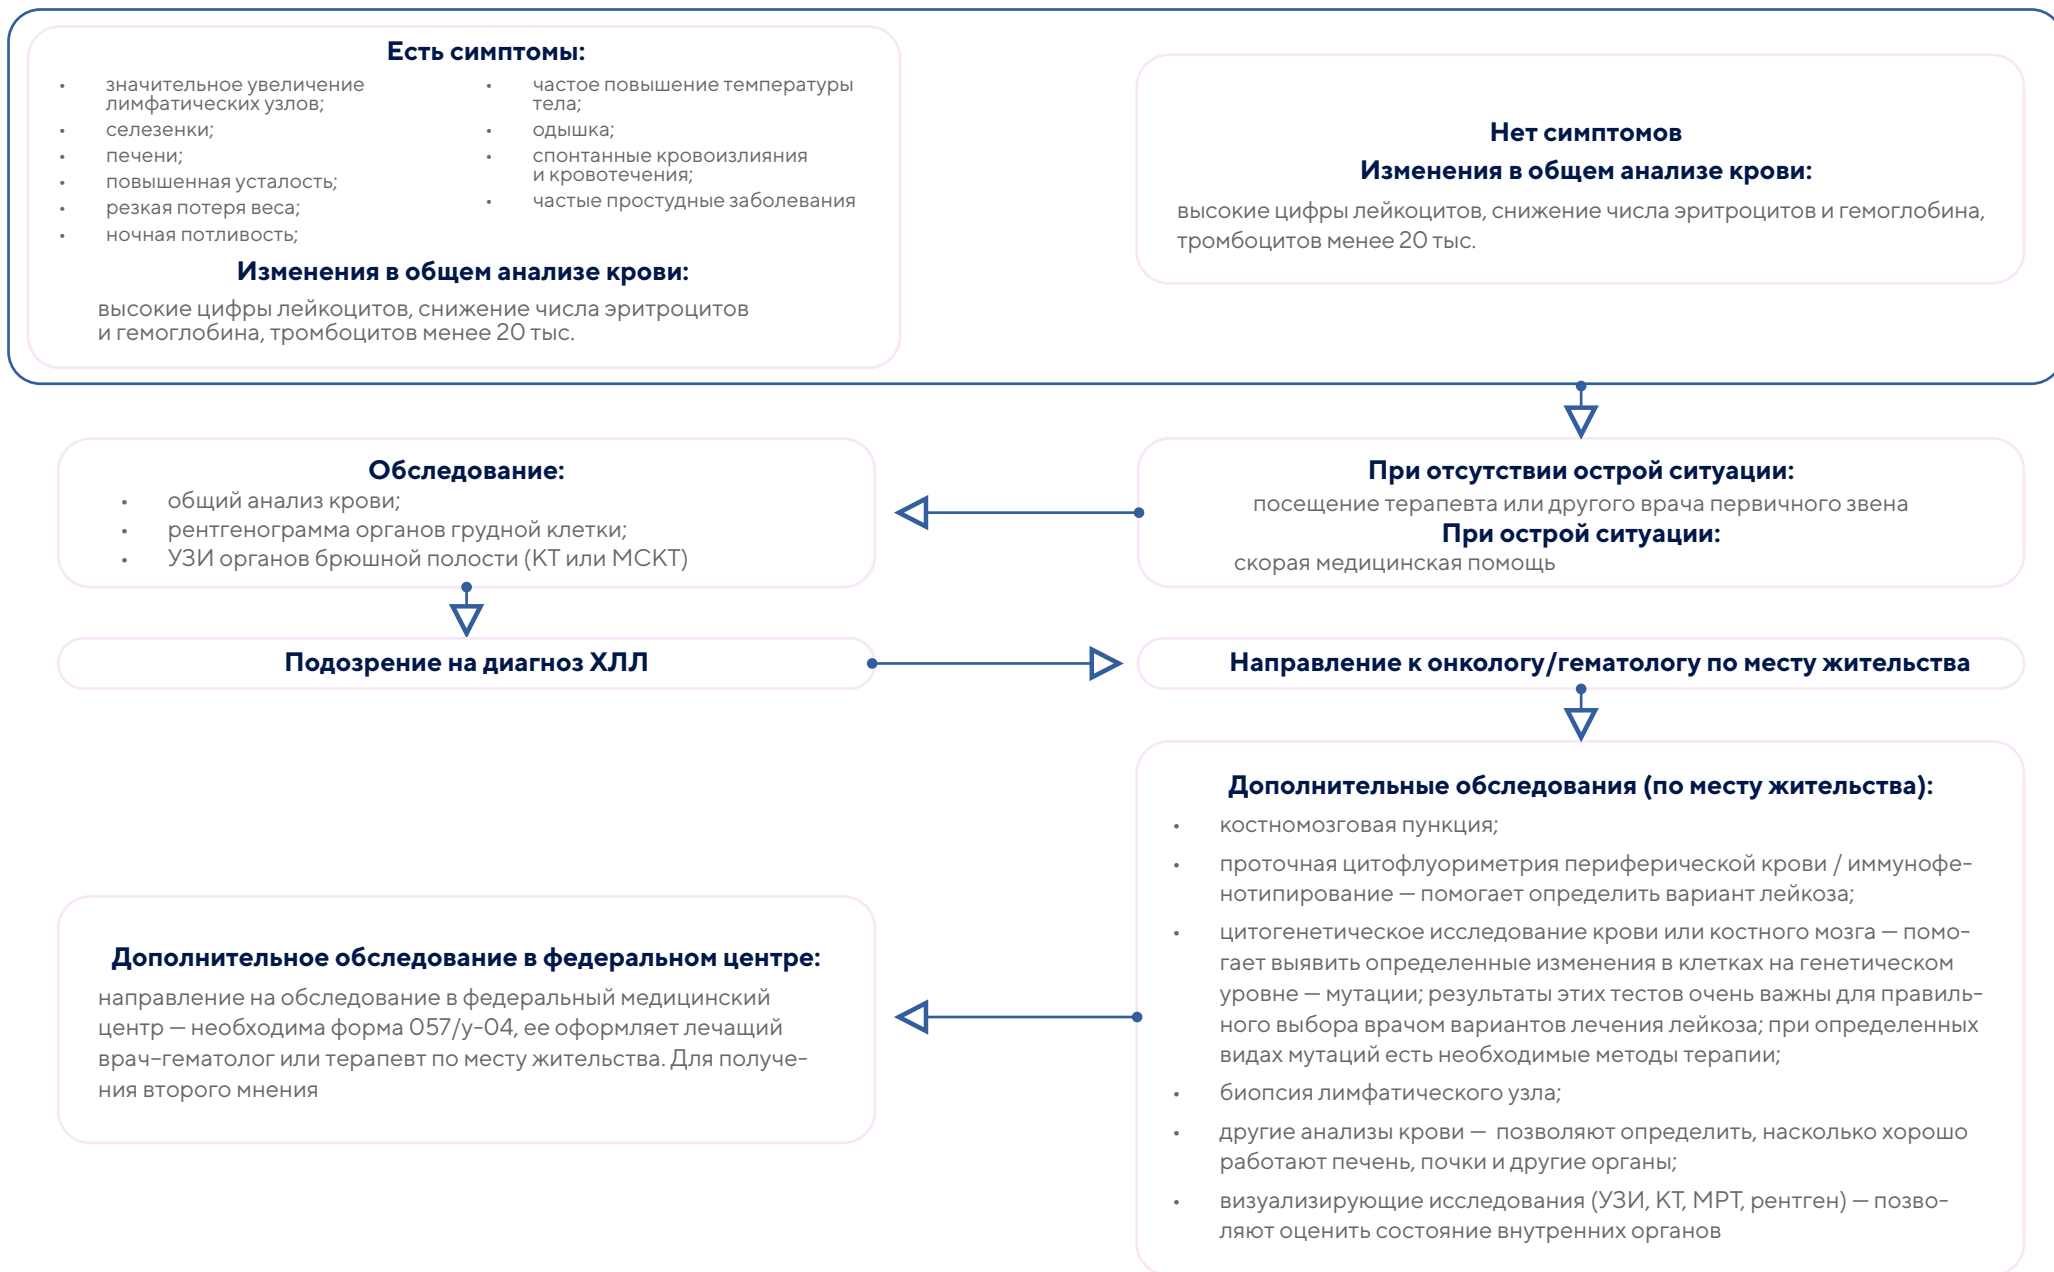 Есть симптомы:
• значительное увеличение
лимфатических узлов;
• селезенки;
• печени;
• повышенная усталость;
• резкая потеря веса;
• ночная потливость;
• частое повышение температуры
тела;
• одышка;
• спонтанные кровоизлияния
и кровотечения;
• частые простудные заболевания
Изменения в общем анализе крови:
высокие цифры лейкоцитов, снижение числа эритроцитов
и гемоглобина, тромбоцитов менее 20 тыс.
Нет симптомов
Изменения в общем анализе крови:
высокие цифры лейкоцитов, снижение числа эритроцитов и гемоглобина,
тромбоцитов менее 20 тыс.
При отсутствии острой ситуации:
посещение терапевта или другого врача первичного звена
При острой ситуации:
скорая медицинская помощь
Обследование:
• общий анализ крови;
• рентгенограмма органов грудной клетки;
• УЗИ органов брюшной полости (КТ или МСКТ)
Подозрение на диагноз ХЛЛ
Направление к онкологу/гематологу по месту жительства
Дополнительные обследования (по месту жительства):
• костномозговая пункция;
• проточная цитофлуориметрия периферической крови / иммунофе-
нотипирование — помогает определить вариант лейкоза;
• цитогенетическое исследование крови или костного мозга — помо-
гает выявить определенные изменения в клетках на генетическом
уровне — мутации; результаты этих тестов очень важны для правиль-
ного выбора врачом вариантов лечения лейкоза; при определенных
видах мутаций есть необходимые методы терапии;
• биопсия лимфатического узла;
• другие анализы крови — позволяют определить, насколько хорошо
работают печень, почки и другие органы;
• визуализирующие исследования (УЗИ, КТ, МРТ, рентген) — позво-
ляют оценить состояние внутренних органов
Дополнительное обследование в федеральном центре:
направление на обследование в федеральный медицинский
центр — необходима форма 057/у-04, ее оформляет лечащий
врач-гематолог или терапевт по месту жительства. Для получе-
ния второго мнения